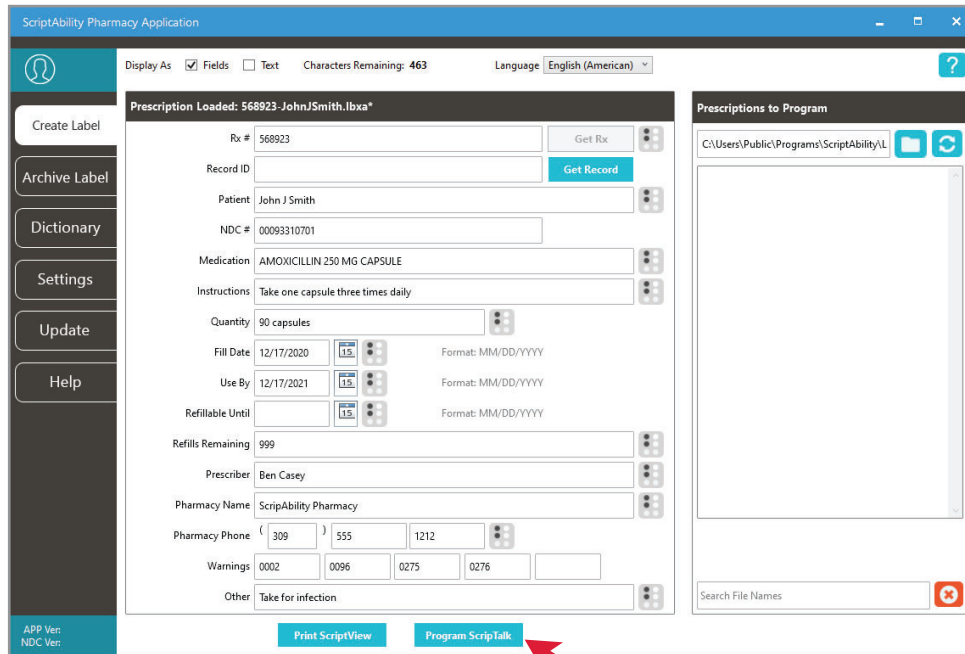 ScriptAbility Pharmacy Application
Display As Fields Text Characters Remaining: 463 Language English (American) ?
Create Label
Archive Label
Dictionary
Settings
Update
Help
APP Ver:
NDC Ver:
Prescription Loaded: 568923-JohnJSmith.lbxa*
Rx # 568923 Get Rx
Record ID Get Record
Patient John J Smith
NDC # 00093310701
Medication AMOXICILLIN 250 MG CAPSULE
Instructions Take one capsule three times daily
Quantity 90 capsules
Fill Date 12/17/2020 15 Format: MM/DD/YYYY
Use By 12/17/2021 15 Format: MM/DD/YYYY
Refillable Until 15 Format: MM/DD/YYYY
Refills Remaining 999
Prescriber Ben Casey
Pharmacy Name ScripAbility Pharmacy
Pharmacy Phone ( 309 ) 555 1212
Warnings 0002 0096 0275 0276
Other Take for infection
Print ScriptView Program ScripTalk
Prescriptions to Program
C:\Users\Public\Programs\ScriptAbility\L
Search File Names